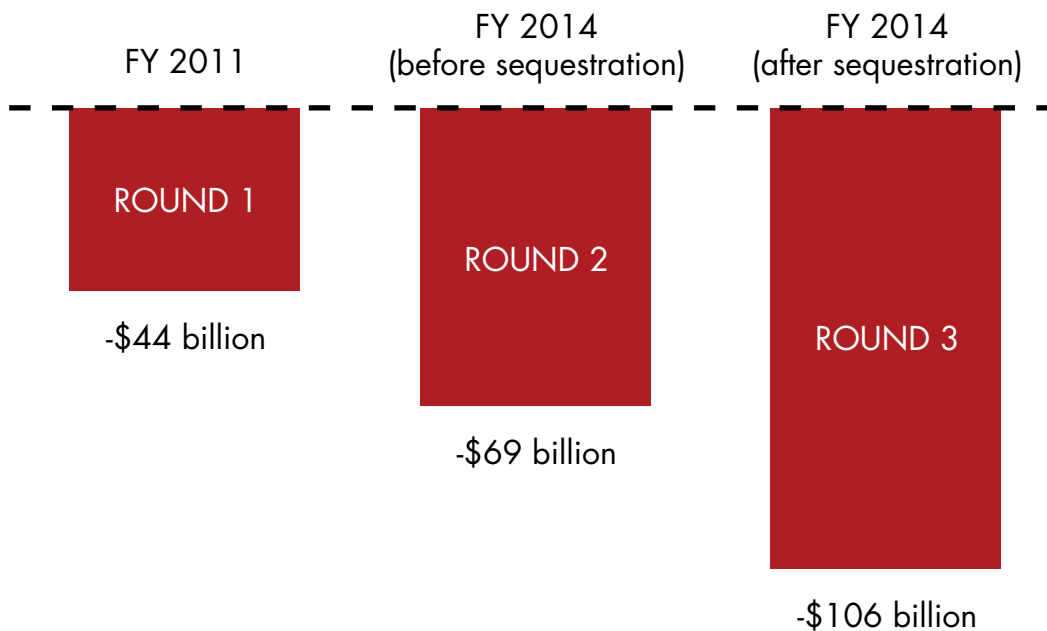 FY 2011
FY 2014
(before sequestration)
FY 2014
(after sequestration)
ROUND 1
ROUND 2
ROUND 3
-$44 billion
-$69 billion
-$106 billion